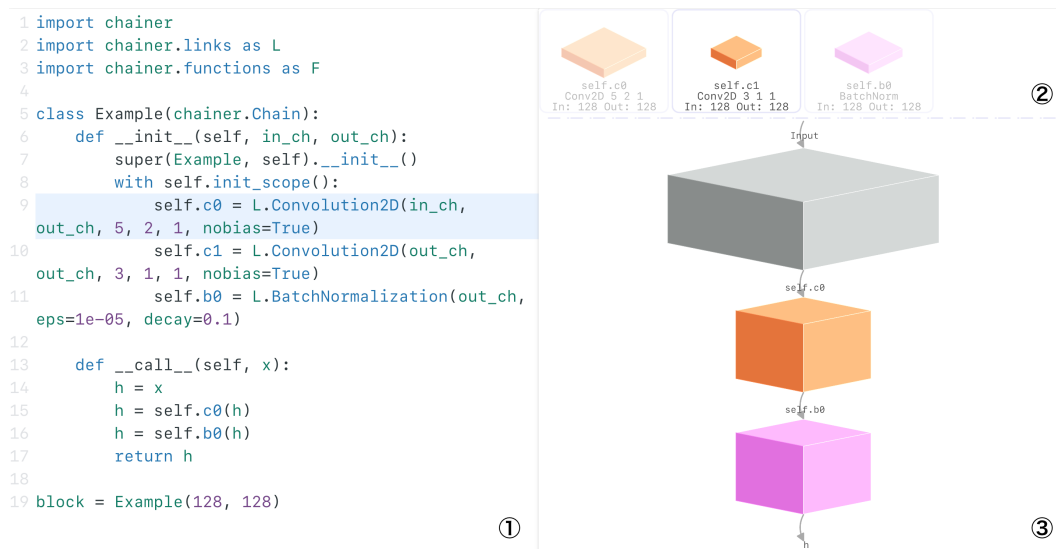 1 import chainer
2 import chainer.links as L
3 import chainer.functions as F
4
5 class Example(chainer.Chain):
6     def __init__(self, in_ch, out_ch):
7         super(Example, self).__init__()
8         with self.init_scope():
9             self.c0 = L.Convolution2D(in_ch,
out_ch, 5, 2, 1, nobias=True)
10             self.c1 = L.Convolution2D(out_ch,
out_ch, 3, 1, 1, nobias=True)
11             self.b0 = L.BatchNormalization(out_ch,
eps=1e-05, decay=0.1)
12
13     def __call__(self, x):
14         h = x
15         h = self.c0(h)
16         h = self.b0(h)
17         return h
18
19 block = Example(128, 128)
①
self.c0
Conv2D 5 2 1
In: 128 Out: 128
self.c1
Conv2D 3 1 1
In: 128 Out: 128
self.b0
BatchNorm
In: 128 Out: 128
②
Input
self.c0
self.b0
h
③